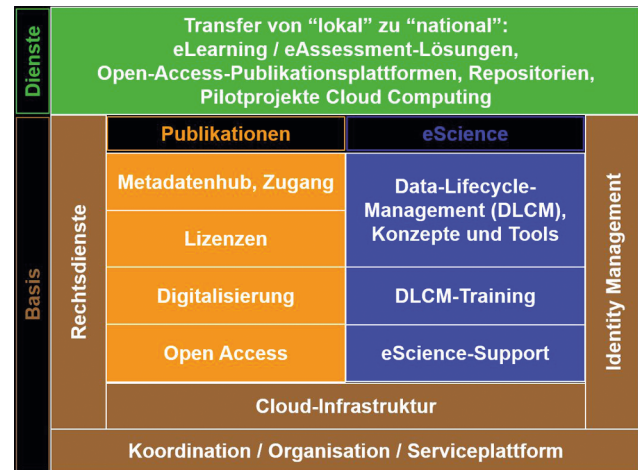 Dienste
Transfer von “lokal” zu “national”:
eLearning / eAssessment-Lösungen,
Open-Access-Publikationsplattformen, Repositorien,
Pilotprojekte Cloud Computing
Basis
Rechtsdienste
Publikationen
Metadatenhub, Zugang
Lizenzen
Digitalisierung
Open Access
eScience
Data-Lifecycle-
Management (DLCM),
Konzepte und Tools
DLCM-Training
eScience-Support
Identity Management
Cloud-Infrastruktur
Koordination / Organisation / Serviceplattform